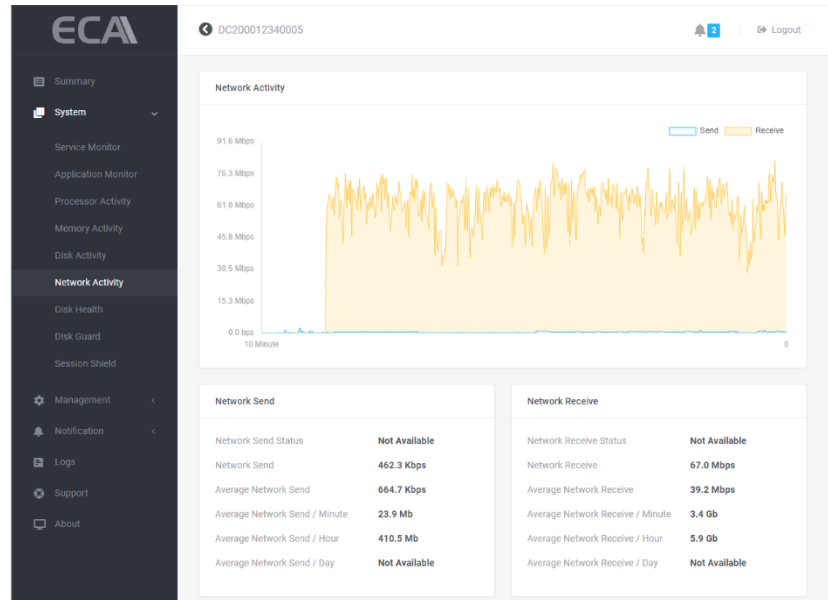 ECA
DC200012340005
2
Logout
Summary
System
Service Monitor
Application Monitor
Processor Activity
Memory Activity
Disk Activity
Network Activity
Disk Health
Disk Guard
Session Shield
Management
Notification
Logs
Support
About
Network Activity
Send Receive
91.6 Mbps
76.3 Mbps
61.0 Mbps
45.8 Mbps
30.5 Mbps
15.3 Mbps
0.0 bps
10 Minute 0
Network Send
Network Send Status Not Available
Network Send 462.3 Kbps
Average Network Send 664.7 Kbps
Average Network Send / Minute 23.9 Mb
Average Network Send / Hour 410.5 Mb
Average Network Send / Day Not Available
Network Receive
Network Receive Status Not Available
Network Receive 67.0 Mbps
Average Network Receive 39.2 Mbps
Average Network Receive / Minute 3.4 Gb
Average Network Receive / Hour 5.9 Gb
Average Network Receive / Day Not Available